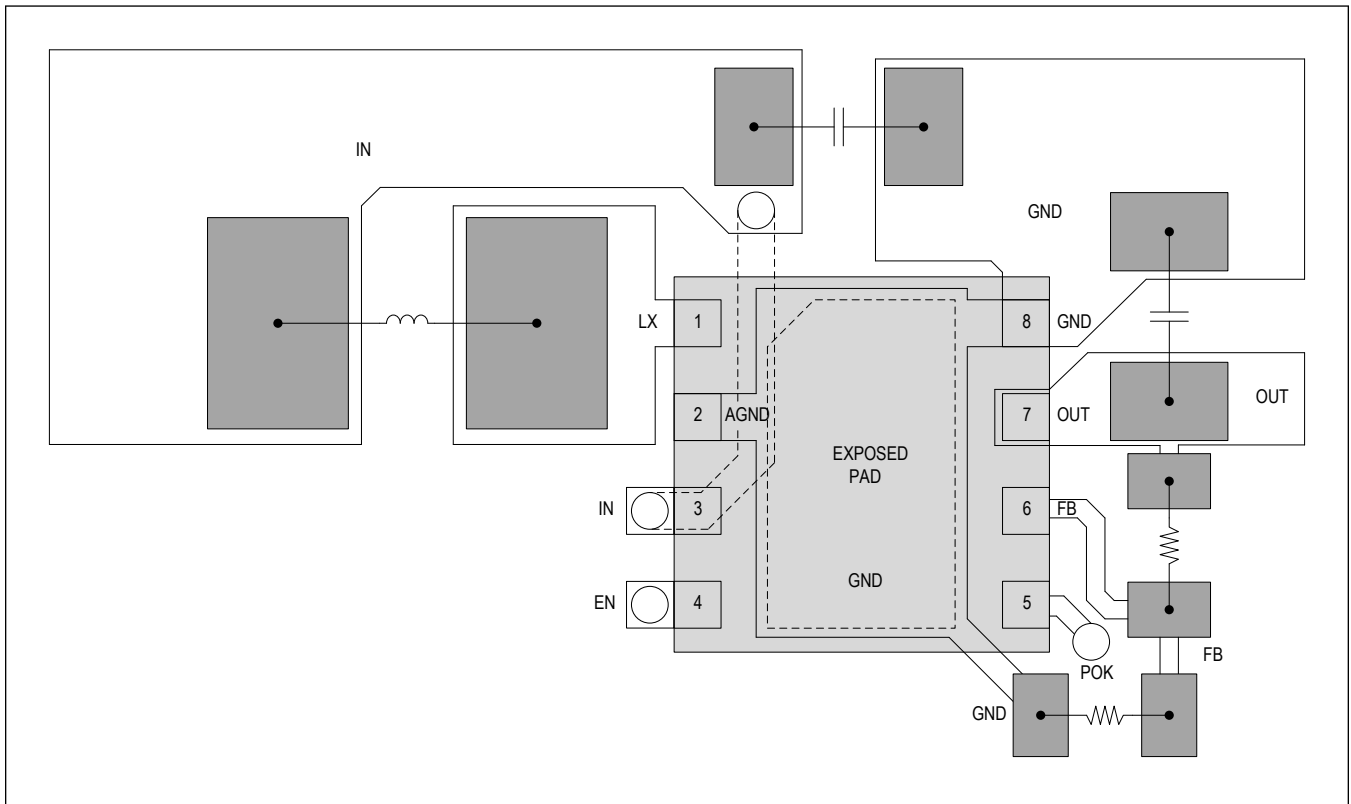 IN
GND
LX
1
8
GND
2
AGND
7
OUT
OUT
EXPOSED
PAD
IN
3
6
FB
GND
EN
4
5
POK
FB
GND